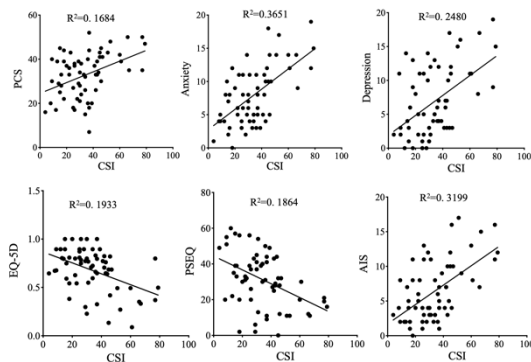 R²=0. 1684
R²=0.3651
R²=0. 2480
PCS
60
40
20
0
0 20 40 60 80 100
CSI
Anxiety
20
15
10
5
0
0 20 40 60 80 100
CSI
Depression
20
15
10
5
0
0 20 40 60 80 100
CSI
R²=0. 1933
R²=0. 1864
R²=0. 3199
EQ-5D
1.5
1.0
0.5
0.0
0 20 40 60 80 100
CSI
PSEQ
80
60
40
20
0
0 20 40 60 80 100
CSI
AIS
20
15
10
5
0
0 20 40 60 80 100
CSI